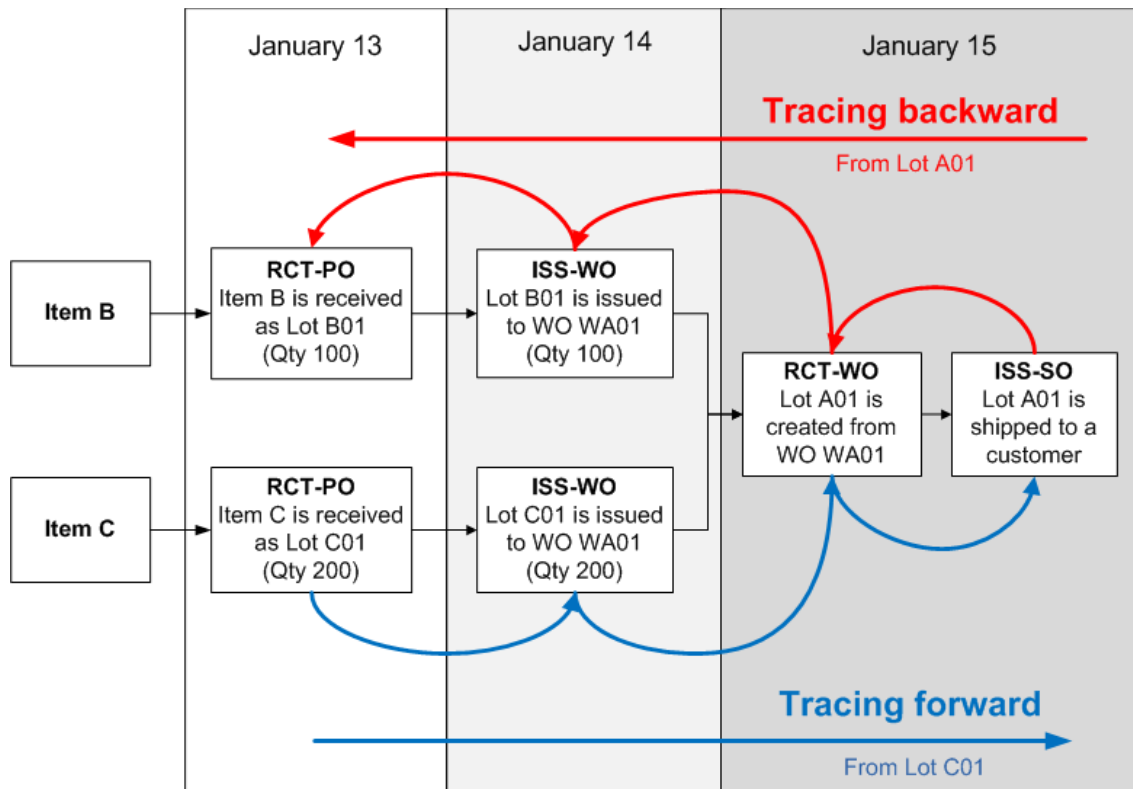 January 13
January 14
January 15
Tracing backward
From Lot A01
Item B
RCT-PO
Item B is received
as Lot B01
(Qty 100)
ISS-WO
Lot B01 is issued
to WO WA01
(Qty 100)
RCT-WO
Lot A01 is
created from
WO WA01
ISS-SO
Lot A01 is
shipped to a
customer
Item C
RCT-PO
Item C is received
as Lot C01
(Qty 200)
ISS-WO
Lot C01 is issued
to WO WA01
(Qty 200)
Tracing forward
From Lot C01